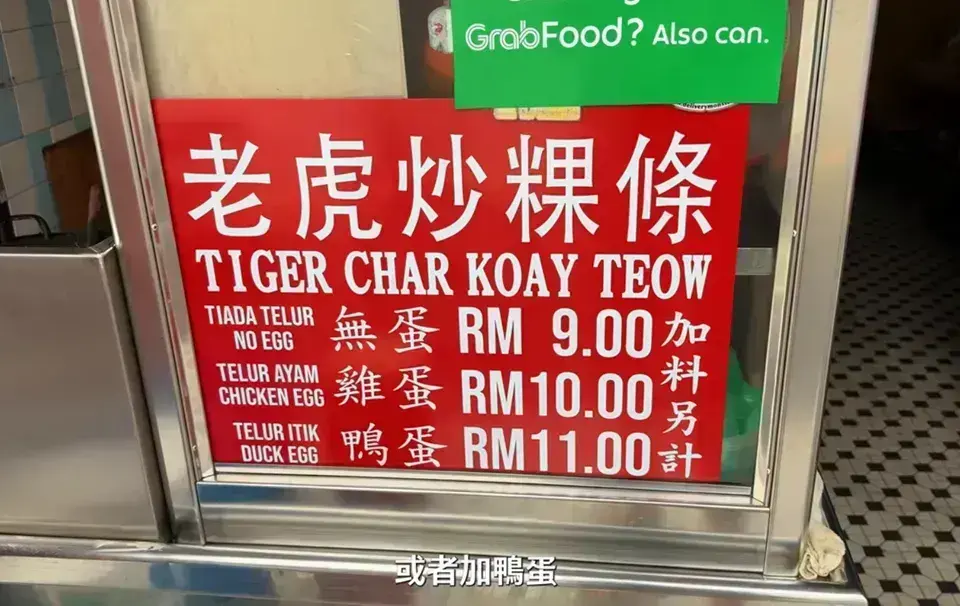 GrabFood? Also can.
老虎炒粿條
TIGER CHAR KOAY TEOW
TIADA TELUR
NO EGG
無蛋 RM 9.00
TELUR AYAM
CHICKEN EGG
雞蛋 RM10.00
TELUR ITIK
DUCK EGG
鴨蛋 RM11.00
加料另計
或者加鴨蛋